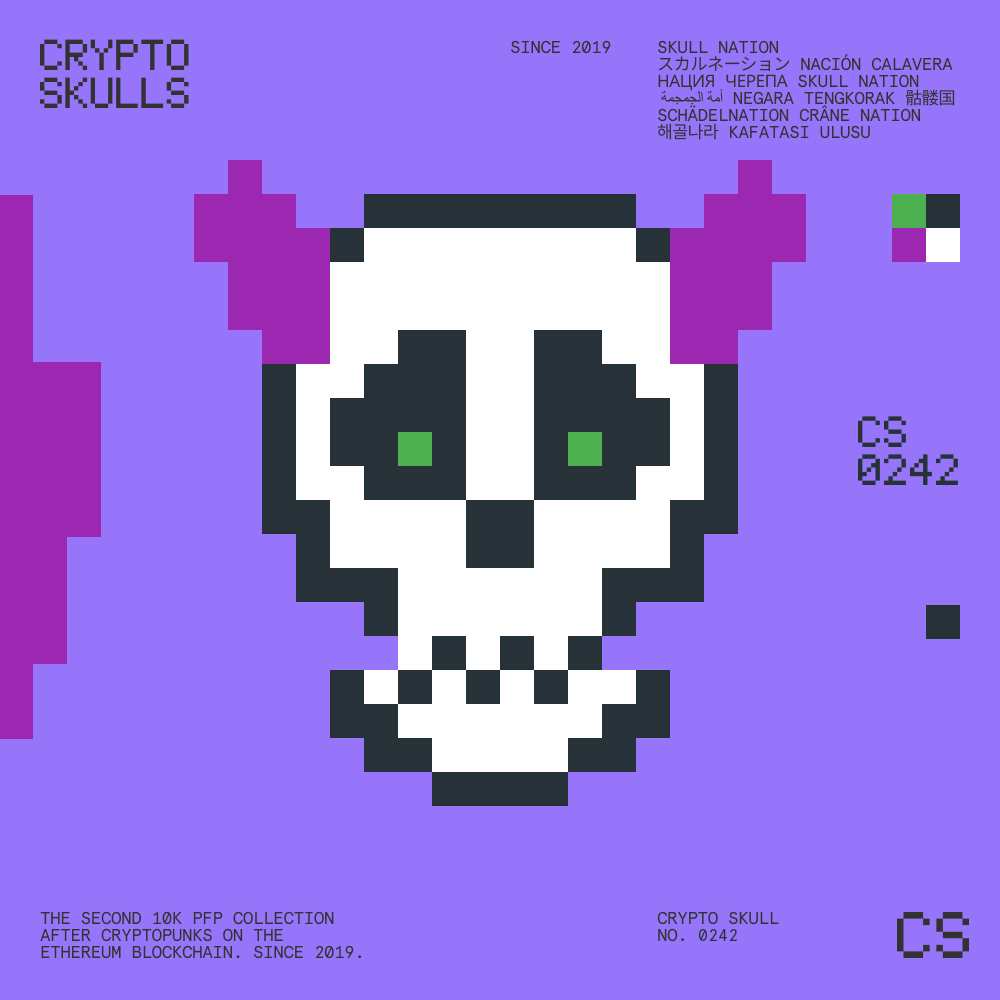 CRYPTO
SKULLS
SINCE 2019
SKULL NATION
スカルネーション NACIÓN CALAVERA
НАЦИЯ ЧЕРЕПА SKULL NATION
أمة الجمجمة NEGARA TENGKORAK 骷髅国
SCHÄDELNATION CRÂNE NATION
해골나라 KAFATASI ULUSU
CS
0242
THE SECOND 10K PFP COLLECTION
AFTER CRYPTOPUNKS ON THE
ETHEREUM BLOCKCHAIN. SINCE 2019.
CRYPTO SKULL
NO. 0242
CS